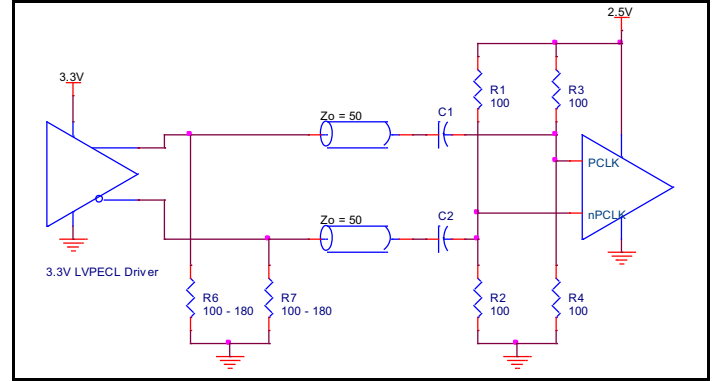 2.5V
3.3V
R1
100
R3
100
Zo = 50
C1
PCLK
nPCLK
Zo = 50
C2
3.3V LVPECL Driver
R6
100 - 180
R7
100 - 180
R2
100
R4
100